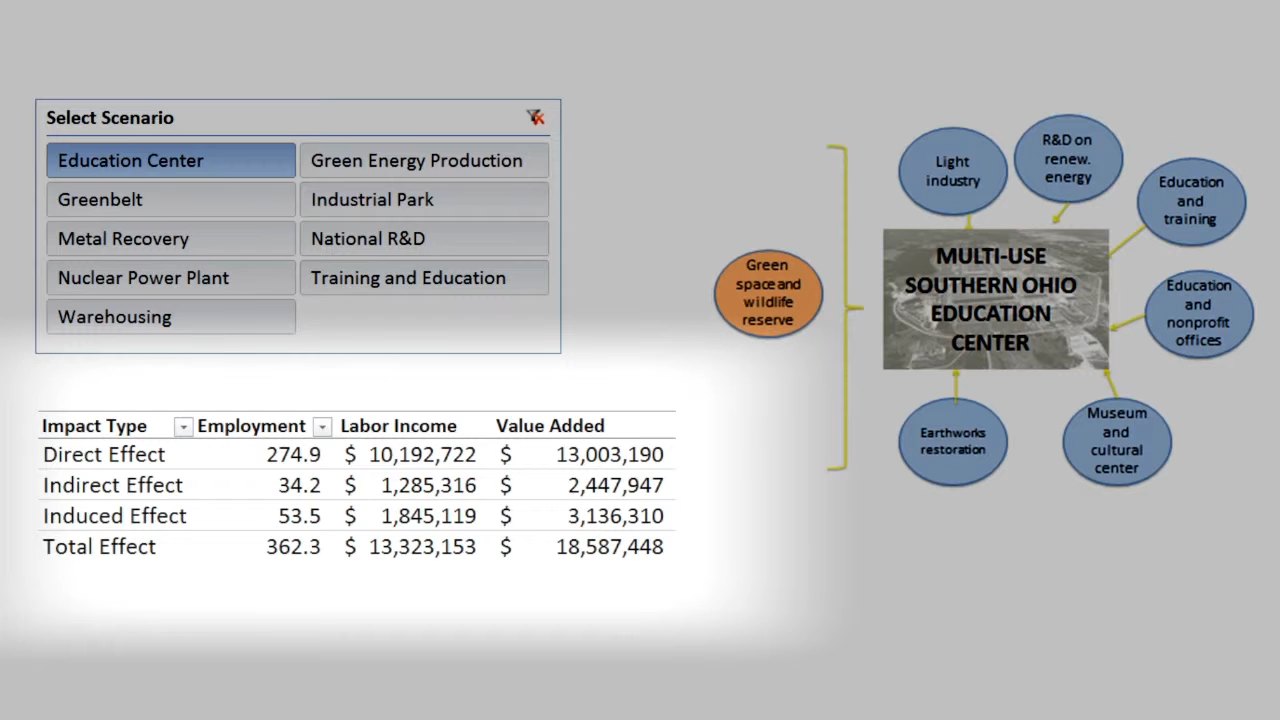 Select Scenario
Education Center
Green Energy Production
Greenbelt
Industrial Park
Metal Recovery
National R&D
Nuclear Power Plant
Training and Education
Warehousing
Impact Type Employment Labor Income Value Added
Direct Effect 274.9 $ 10,192,722 $ 13,003,190
Indirect Effect 34.2 $ 1,285,316 $ 2,447,947
Induced Effect 53.5 $ 1,845,119 $ 3,136,310
Total Effect 362.3 $ 13,323,153 $ 18,587,448
Green
space and
wildlife
reserve
Light
industry
R&D on
renew.
energy
Education
and
training
MULTI-USE
SOUTHERN OHIO
EDUCATION
CENTER
Education
and
nonprofit
offices
Earthworks
restoration
Museum
and
cultural
center